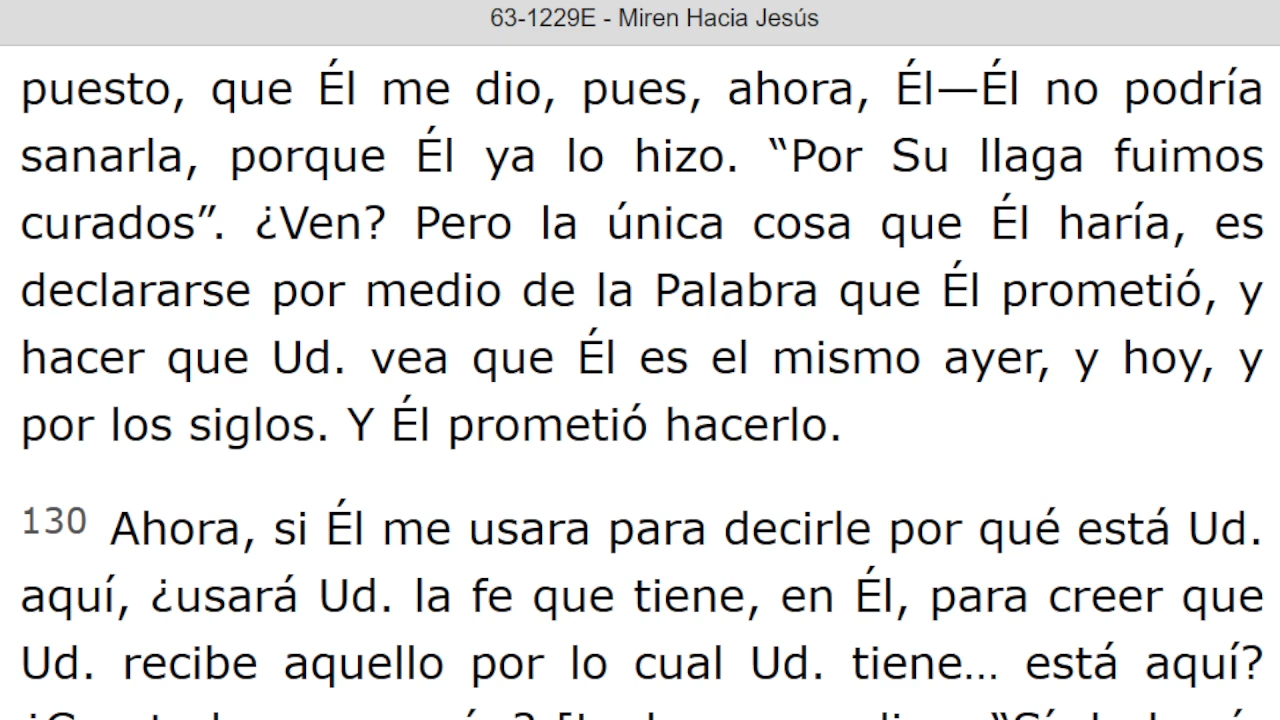 63-1229E - Miren Hacia Jesús
puesto, que Él me dio, pues, ahora, Él—Él no podría
sanarla, porque Él ya lo hizo. “Por Su llaga fuimos
curados”. ¿Ven? Pero la única cosa que Él haría, es
declararse por medio de la Palabra que Él prometió, y
hacer que Ud. vea que Él es el mismo ayer, y hoy, y
por los siglos. Y Él prometió hacerlo.
130 Ahora, si Él me usara para decirle por qué está Ud.
aquí, ¿usará Ud. la fe que tiene, en Él, para creer que
Ud. recibe aquello por lo cual Ud. tiene… está aquí?